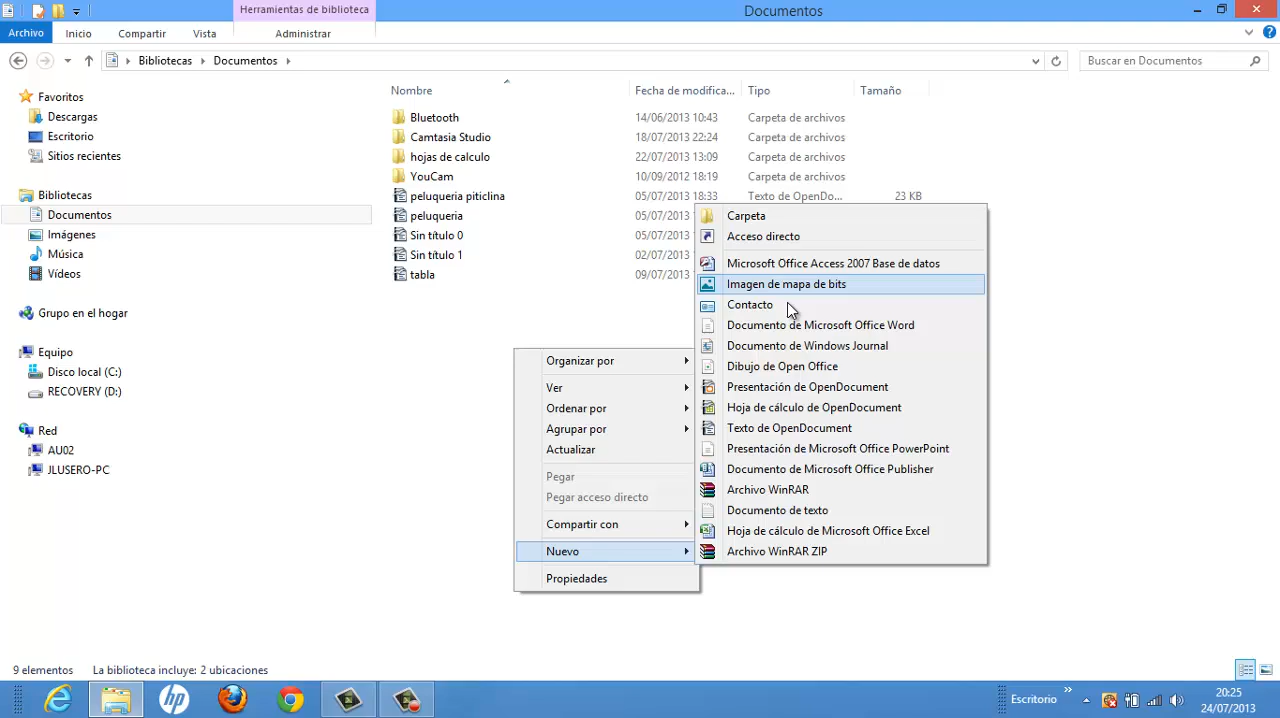 Herramientas de biblioteca
Documentos
Archivo
Inicio
Compartir
Vista
Administrar
Bibliotecas
Documentos
Buscar en Documentos
Favoritos
Descargas
Escritorio
Sitios recientes
Bibliotecas
Documentos
Imágenes
Música
Vídeos
Grupo en el hogar
Equipo
Disco local (C:)
RECOVERY (D:)
Red
AU02
JLUSERO-PC
Nombre Fecha de modifica... Tipo Tamaño
Bluetooth 14/06/2013 10:43 Carpeta de archivos
Camtasia Studio 18/07/2013 22:24 Carpeta de archivos
hojas de calculo 22/07/2013 13:09 Carpeta de archivos
YouCam 10/09/2012 18:19 Carpeta de archivos
peluqueria piticlina 05/07/2013 18:33 Texto de OpenDo... 23 KB
peluqueria 05/07/2013
Sin título 0 05/07/2013
Sin título 1 02/07/2013
tabla 09/07/2013
Organizar por
Ver
Ordenar por
Agrupar por
Actualizar
Pegar
Pegar acceso directo
Compartir con
Nuevo
Propiedades
Carpeta
Acceso directo
Microsoft Office Access 2007 Base de datos
Imagen de mapa de bits
Contacto
Documento de Microsoft Office Word
Documento de Windows Journal
Dibujo de Open Office
Presentación de OpenDocument
Hoja de cálculo de OpenDocument
Texto de OpenDocument
Presentación de Microsoft Office PowerPoint
Documento de Microsoft Office Publisher
Archivo WinRAR
Documento de texto
Hoja de cálculo de Microsoft Office Excel
Archivo WinRAR ZIP
9 elementos La biblioteca incluye: 2 ubicaciones
hp
Escritorio
20:25
24/07/2013